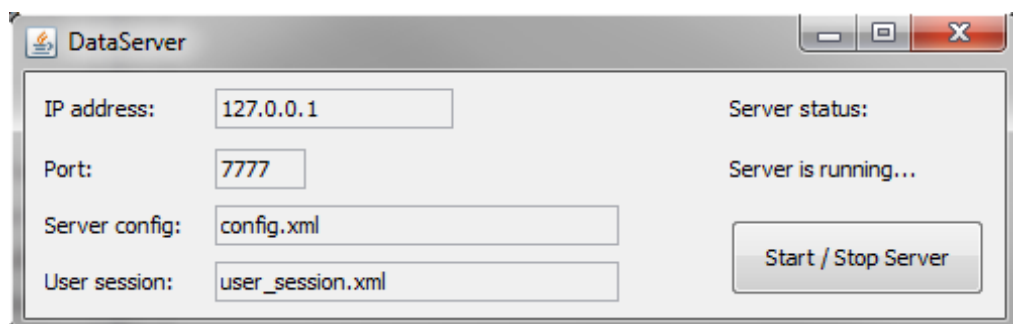 DataServer
IP address: 127.0.0.1 Server status:
Port: 7777 Server is running...
Server config: config.xml
Start / Stop Server
User session: user_session.xml